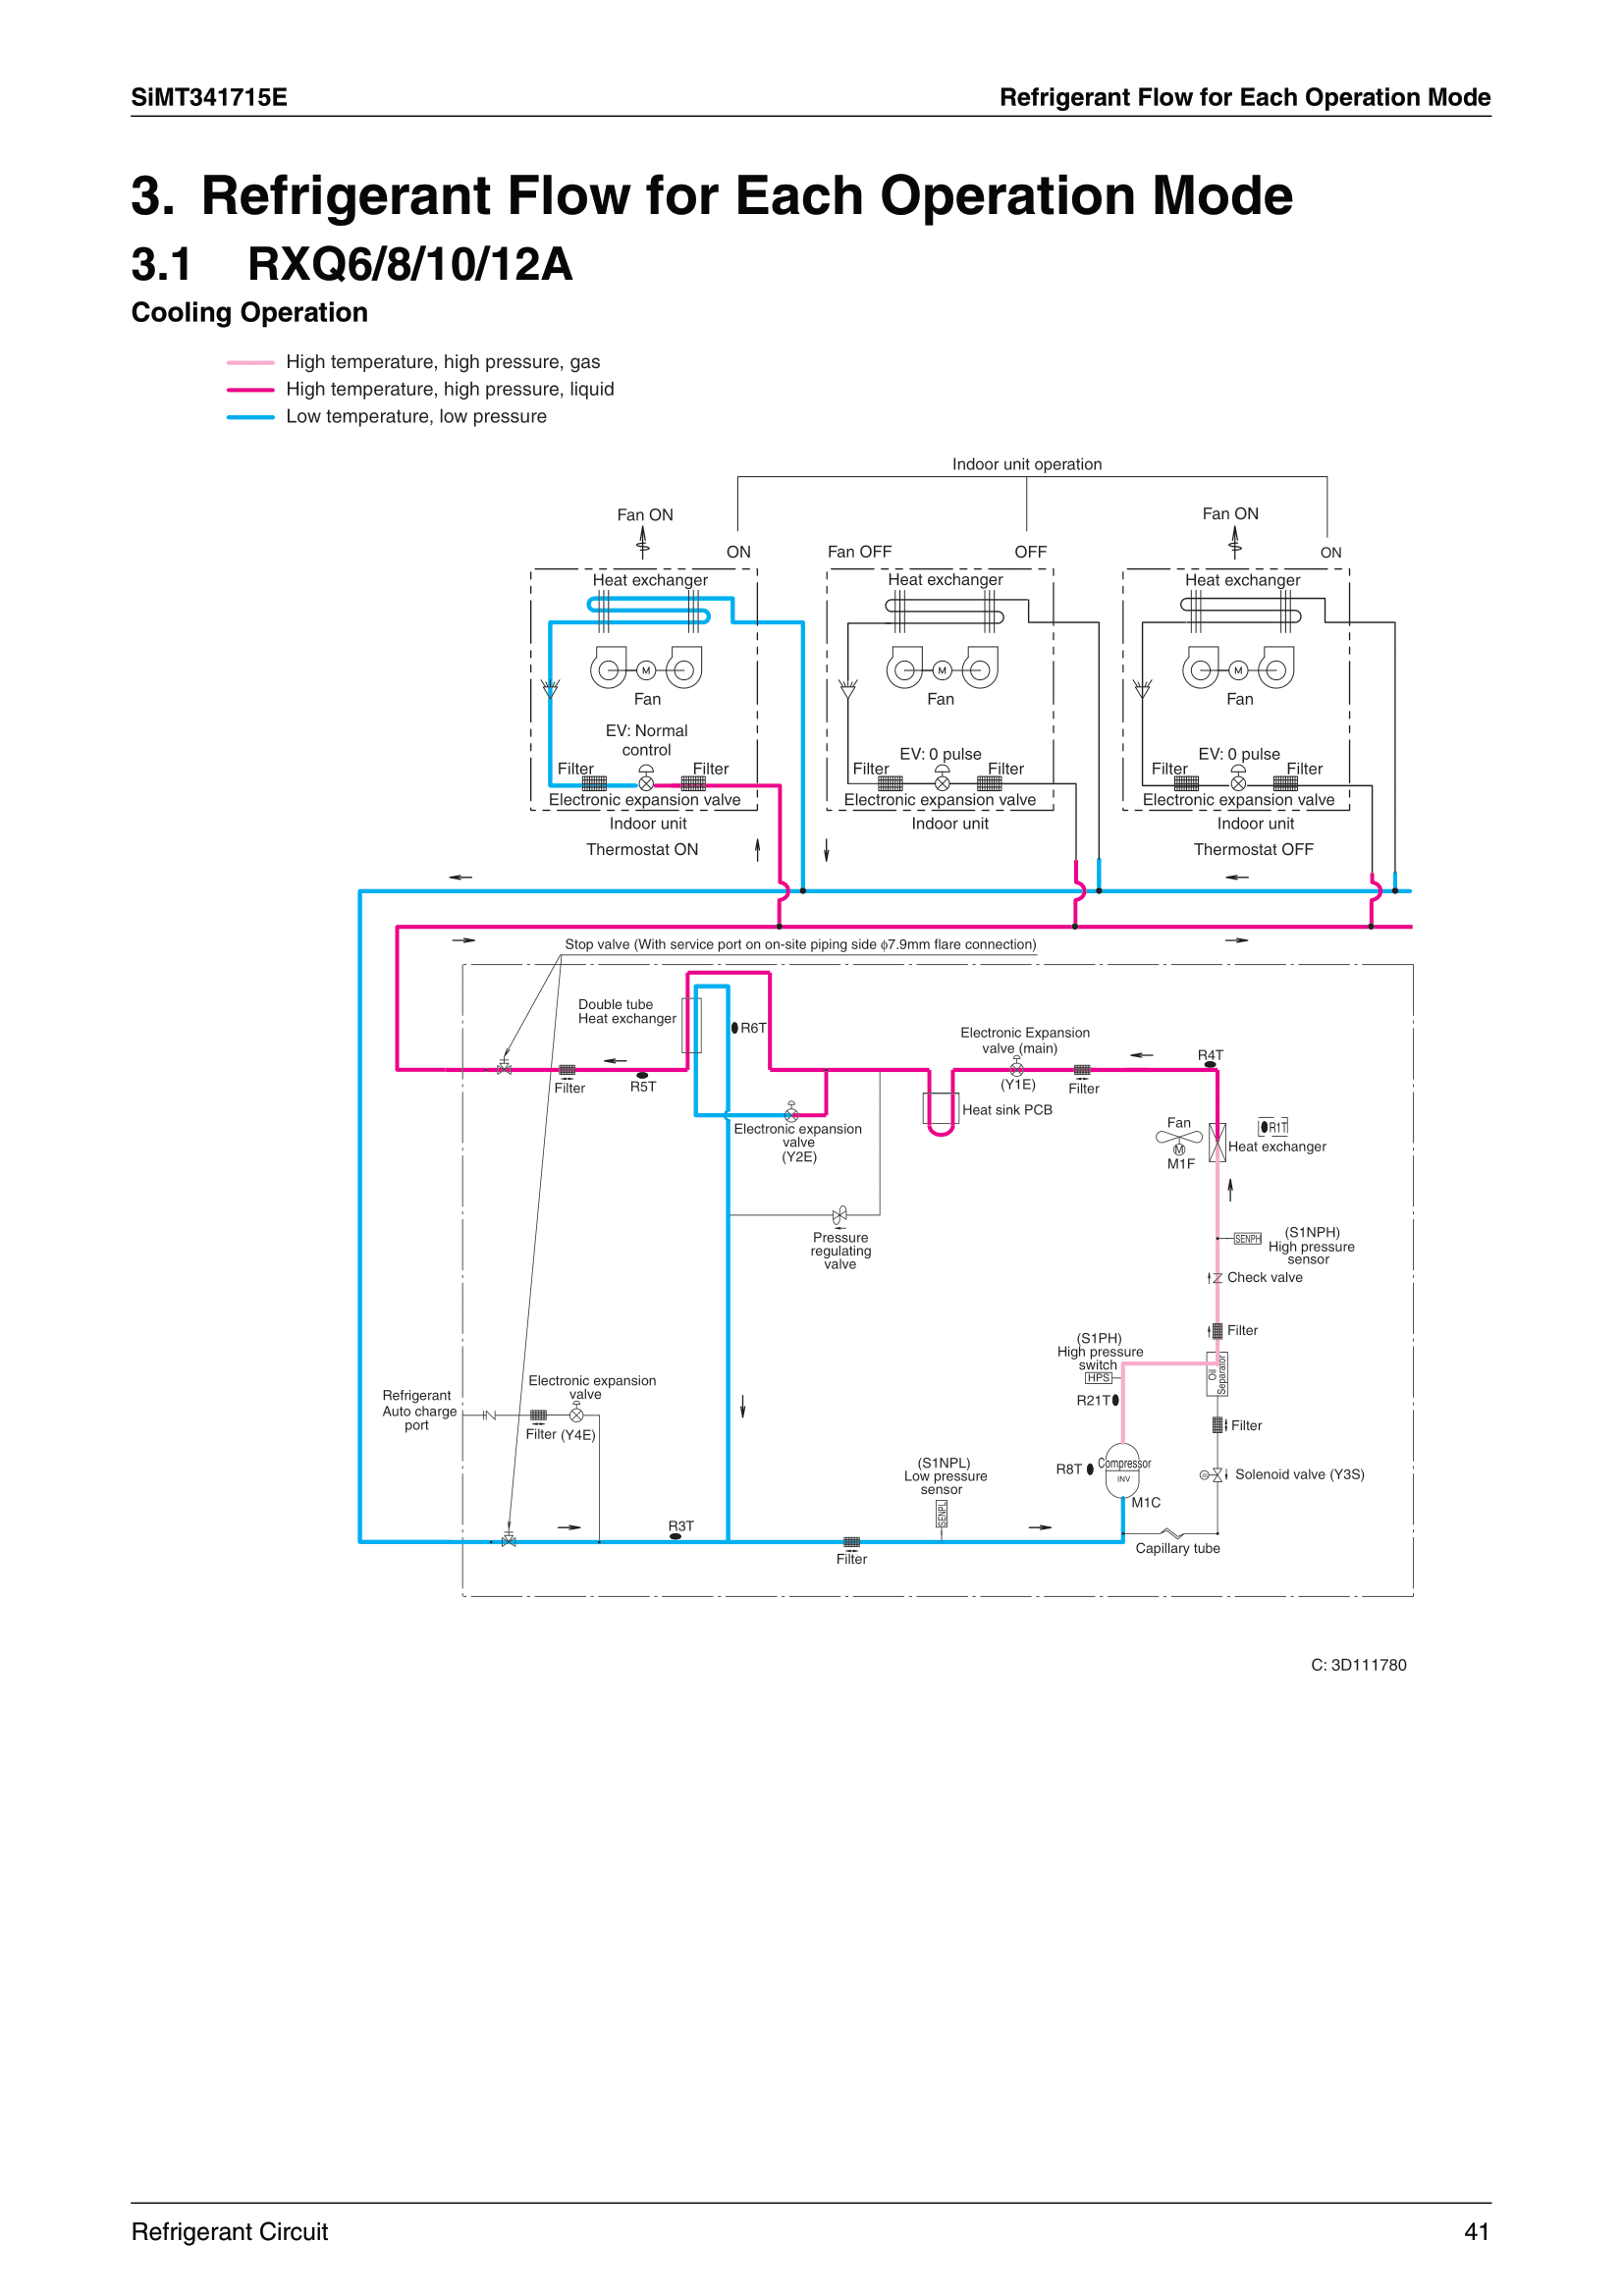 SiMT341715E
Refrigerant Flow for Each Operation Mode
3. Refrigerant Flow for Each Operation Mode
3.1 RXQ6/8/10/12A
Cooling Operation
High temperature, high pressure, gas
High temperature, high pressure, liquid
Low temperature, low pressure
Indoor unit operation
Fan ON
ON
Fan OFF
OFF
Fan ON
ON
Heat exchanger
Heat exchanger
Heat exchanger
M
M
M
Fan
Fan
Fan
EV: Normal
control
EV: 0 pulse
EV: 0 pulse
Filter
Filter
Filter
Filter
Filter
Filter
Electronic expansion valve
Electronic expansion valve
Electronic expansion valve
Indoor unit
Indoor unit
Indoor unit
Thermostat ON
Thermostat OFF
Stop valve (With service port on on-site piping side φ7.9mm flare connection)
Double tube
Heat exchanger
R6T
Electronic Expansion
valve (main)
(Y1E)
R4T
Filter
R5T
Filter
Heat sink PCB
Electronic expansion
valve
(Y2E)
Fan
M
M1F
R1T
Heat exchanger
Pressure
regulating
valve
SENPH
(S1NPH)
High pressure
sensor
Check valve
Filter
(S1PH)
High pressure
switch
HPS
Oil
Separator
R21T
Refrigerant
Auto charge
port
Electronic expansion
valve
Filter (Y4E)
Filter
(S1NPL)
Low pressure
sensor
SENPL
R8T
Compressor
INV
M1C
Solenoid valve (Y3S)
R3T
Filter
Capillary tube
C: 3D111780
Refrigerant Circuit
41